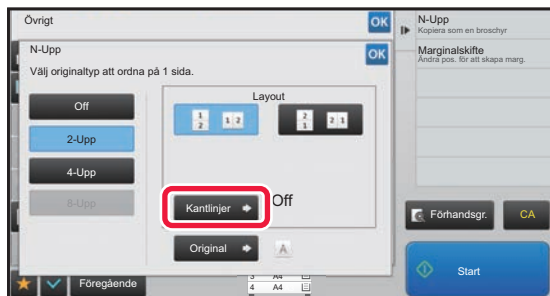 Övrigt
OK
N-Upp
OK
Välj originaltyp att ordna på 1 sida.
Off
2-Upp
4-Upp
8-Upp
Layout
1 2
1 2
2 1
2 1
Kantlinjer
Off
Original
A
Föregående
3 A4
4 A4
N-Upp
Kopiera som en broschyr
Marginalskifte
Ändra pos. för att skapa marg.
Förhandsgr.
CA
Start